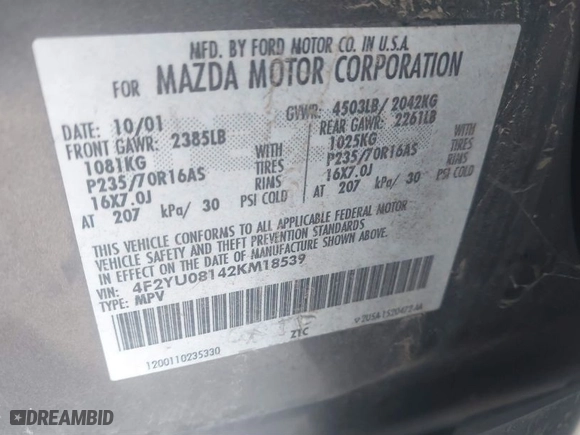 MFD. BY FORD MOTOR CO. IN U.S.A.
FOR MAZDA MOTOR CORPORATION
DATE: 10/01 GVWR: 4503LB/ 2042KG
FRONT GAWR: 2385LB REAR GAWR: 2261LB
1081KG WITH 1025KG WITH
P235/70R16AS TIRES P235/70R16AS TIRES
16X7.0J RIMS 16X7.0J RIMS
AT 207 kPa/ 30 PSI COLD AT 207 kPa/ 30 PSI COLD
THIS VEHICLE CONFORMS TO ALL APPLICABLE FEDERAL MOTOR
VEHICLE SAFETY AND THEFT PREVENTION STANDARDS
IN EFFECT ON THE DATE OF MANUFACTURE SHOWN ABOVE.
VIN: 4F2YU08142KM18539
TYPE: MPV
ZTC
1200110235330
DREAMBID